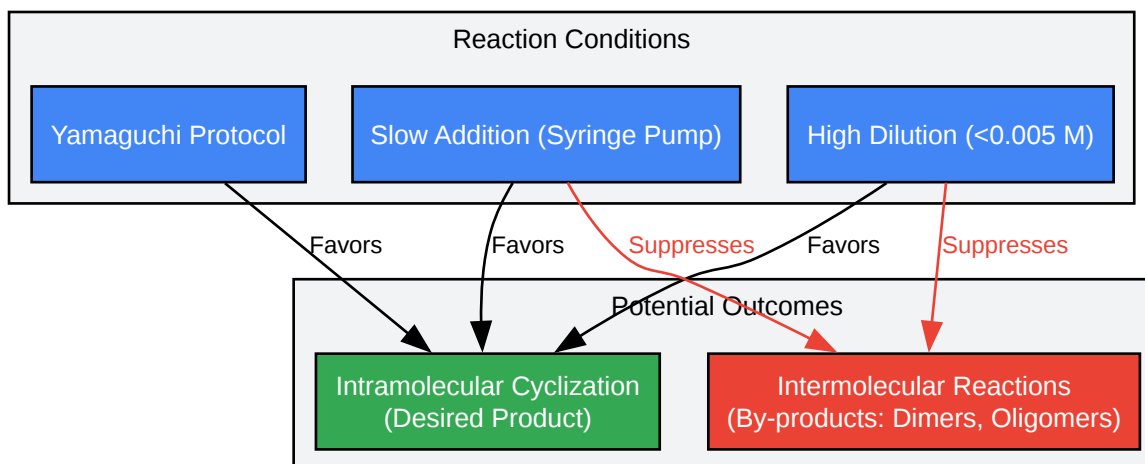 Reaction Conditions
Yamaguchi Protocol
Slow Addition (Syringe Pump)
High Dilution (<0.005 M)
Favors
Favors
Suppresses
Favors
Suppresses
Potential Outcomes
Intramolecular Cyclization
(Desired Product)
Intermolecular Reactions
(By-products: Dimers, Oligomers)